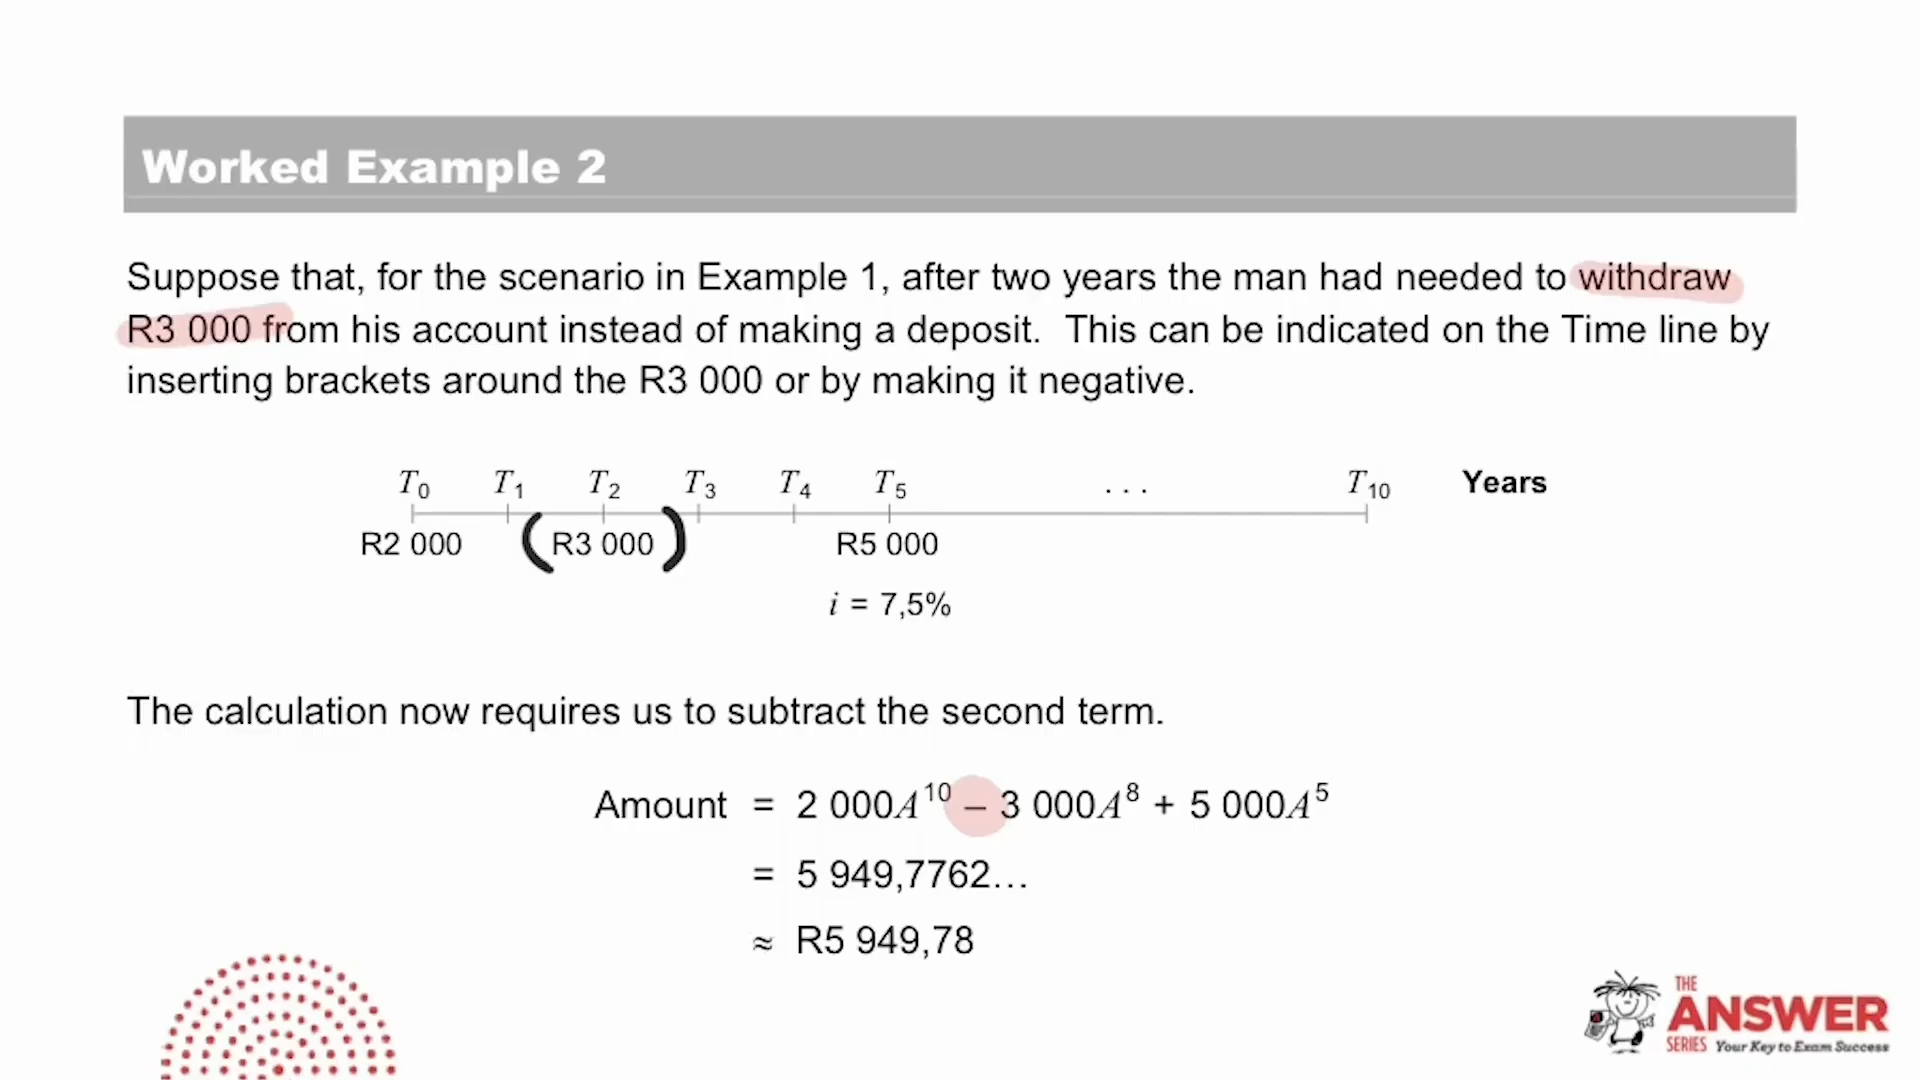 Worked Example 2
Suppose that, for the scenario in Example 1, after two years the man had needed to withdraw
R3 000 from his account instead of making a deposit.  This can be indicated on the Time line by
inserting brackets around the R3 000 or by making it negative.
T₀ T₁ T₂ T₃ T₄ T₅ . . . T₁₀ Years
R2 000 (R3 000) R5 000
i = 7,5%
The calculation now requires us to subtract the second term.
Amount = 2 000A¹⁰ – 3 000A⁸ + 5 000A⁵
= 5 949,7762…
≈ R5 949,78
THE
ANSWER
SERIES Your Key to Exam Success